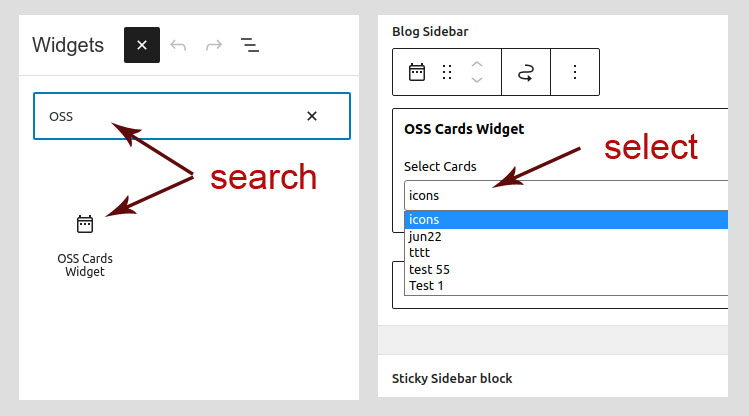 Widgets
OSS
search
OSS Cards
Widget
Blog Sidebar
OSS Cards Widget
select
Select Cards
icons
icons
jun22
tttt
test 55
Test 1
Sticky Sidebar block